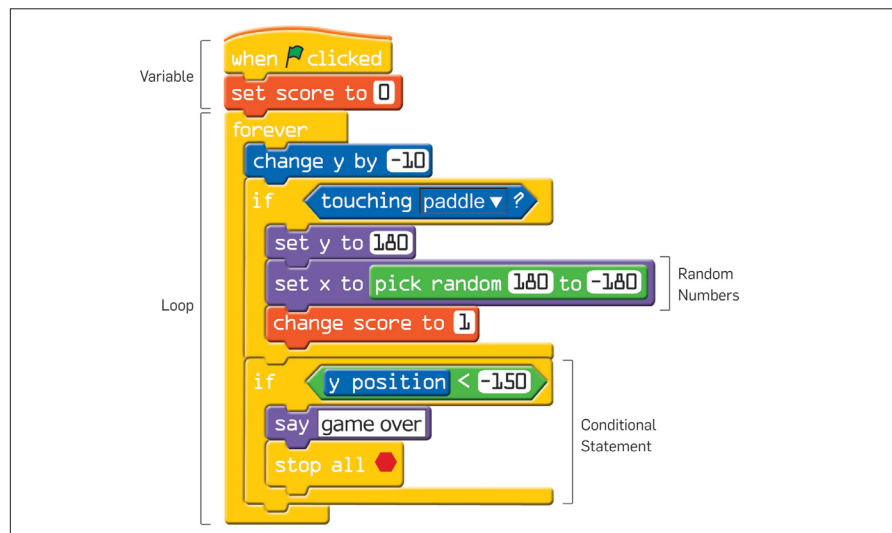 Variable
when clicked
set score to 0
Loop
forever
change y by -10
if touching paddle ?
set y to 180
set x to pick random 180 to -180
Random
Numbers
change score to 1
if y position < -150
say game over
Conditional
Statement
stop all